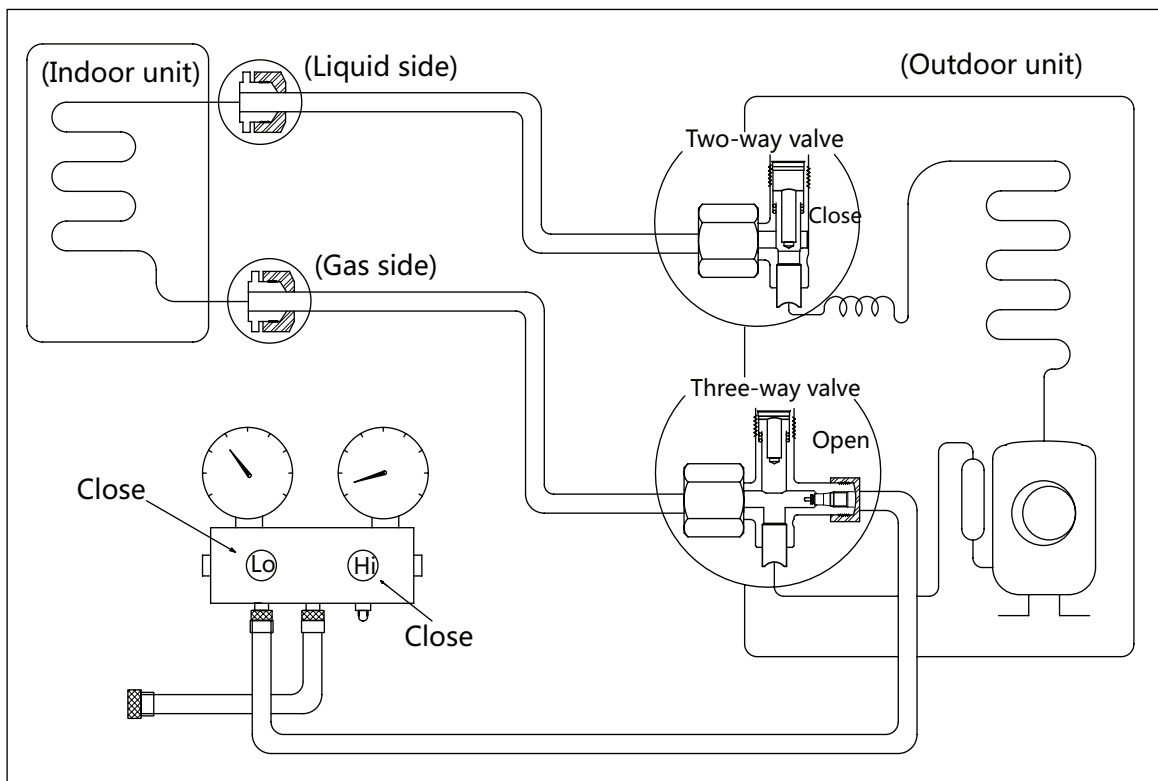 (Indoor unit)
(Liquid side)
(Outdoor unit)
Two-way valve
Close
(Gas side)
Three-way valve
Open
Close
Lo
Hi
Close